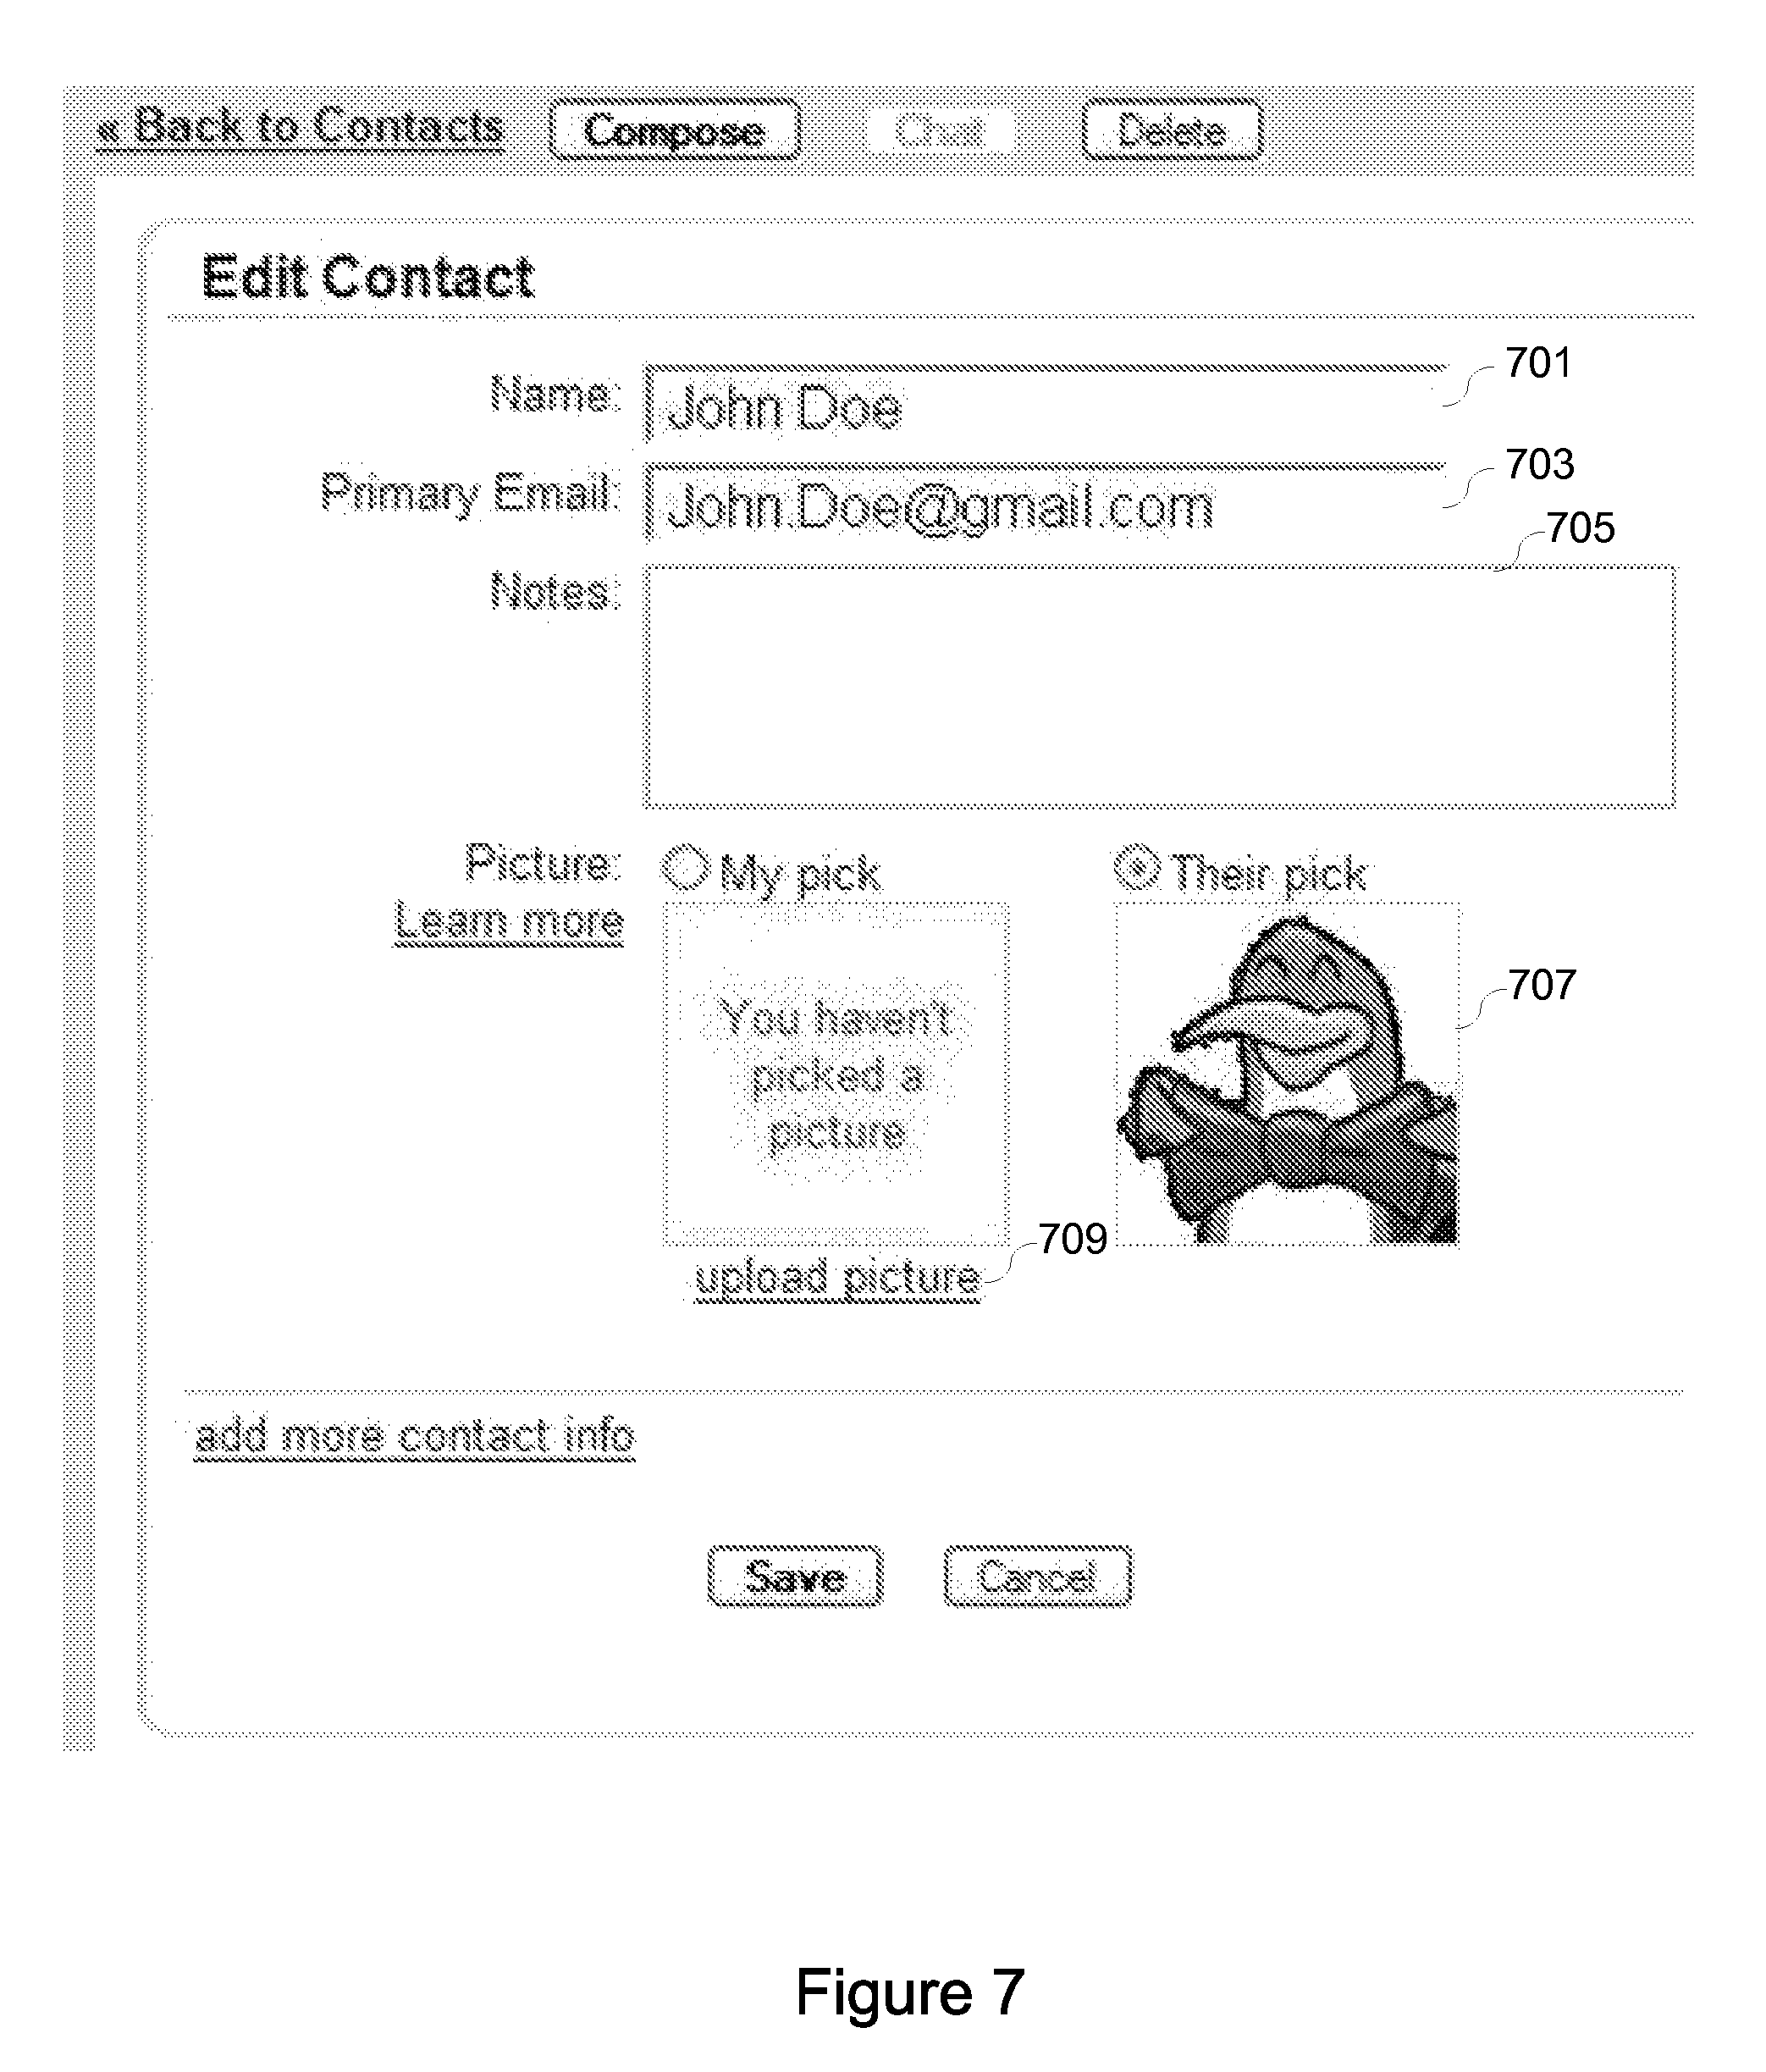 « Back to Contacts Compose Chat Delete
Edit Contact
Name: John Doe 701
Primary Email: John.Doe@gmail.com 703
705
Notes:
Picture: My pick Their pick
Learn more
You haven't
picked a
picture
707
709
upload picture
add more contact info
Save Cancel
Figure 7